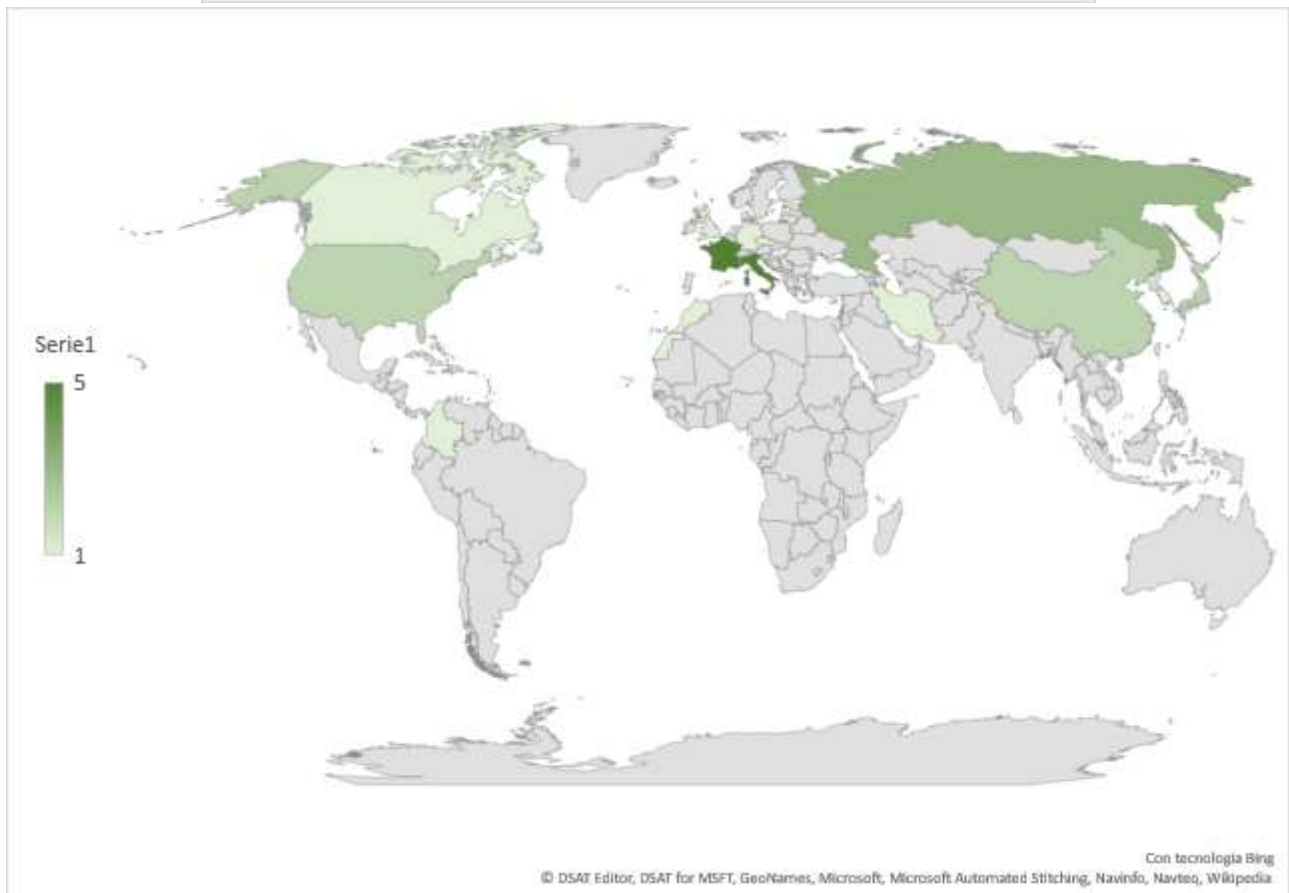 Serie1
5
1
Con tecnologia Bing
© DSAT Editor, DSAT for MSFT, GeoNames, Microsoft, Microsoft Automated Stitching, Navinfo, Navteq, Wikipedia